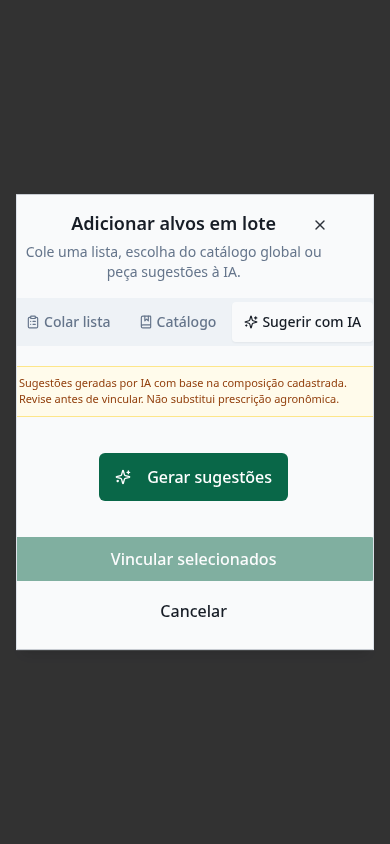 Adicionar alvos em lote
Cole uma lista, escolha do catálogo global ou
peça sugestões à IA.
Colar lista
Catálogo
Sugerir com IA
Sugestões geradas por IA com base na composição cadastrada.
Revise antes de vincular. Não substitui prescrição agronômica.
Gerar sugestões
Vincular selecionados
Cancelar